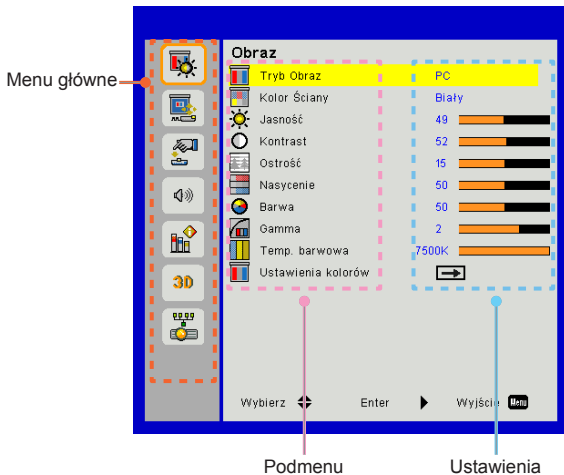 Obraz
Menu główne
Tryb Obraz PC
Kolor Ściany Biały
Jasność 49
Kontrast 52
Ostrość 15
Nasycenie 50
Barwa 50
Gamma 2
Temp. barwowa 7500K
Ustawienia kolorów
3D
Wybierz Enter Wyjście Menu
Podmenu Ustawienia